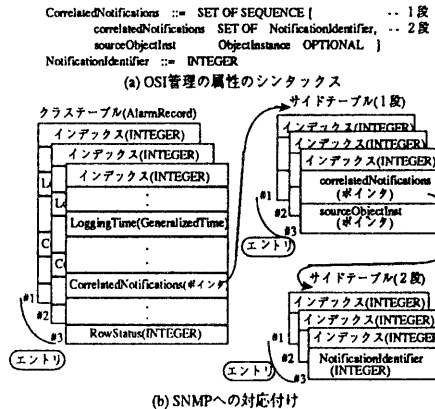 CorrelatedNotifications ::= SET OF SEQUENCE { -- 1段
correlatedNotifications SET OF NotificationIdentifier, -- 2段
sourceObjectInst ObjectInstance OPTIONAL }
NotificationIdentifier ::= INTEGER
(a) OSI管理の属性のシンタックス
クラステーブル(AlarmRecord)
インデックス(INTEGER)
インデックス(INTEGER)
インデックス(INTEGER)
LoggingTime(GeneralizedTime)
CorrelatedNotifications(ポインタ)
RowStatus(INTEGER)
#1
#2
#3
エントリ
サイドテーブル(1段)
インデックス(INTEGER)
インデックス(INTEGER)
インデックス(INTEGER)
correlatedNotifications
(ポインタ)
sourceObjectInst
(ポインタ)
#1
#2
#3
エントリ
サイドテーブル(2段)
インデックス(INTEGER)
インデックス(INTEGER)
インデックス(INTEGER)
NotificationIdentifier
(INTEGER)
#1
#2
#3
エントリ
(b) SNMPへの対応付け